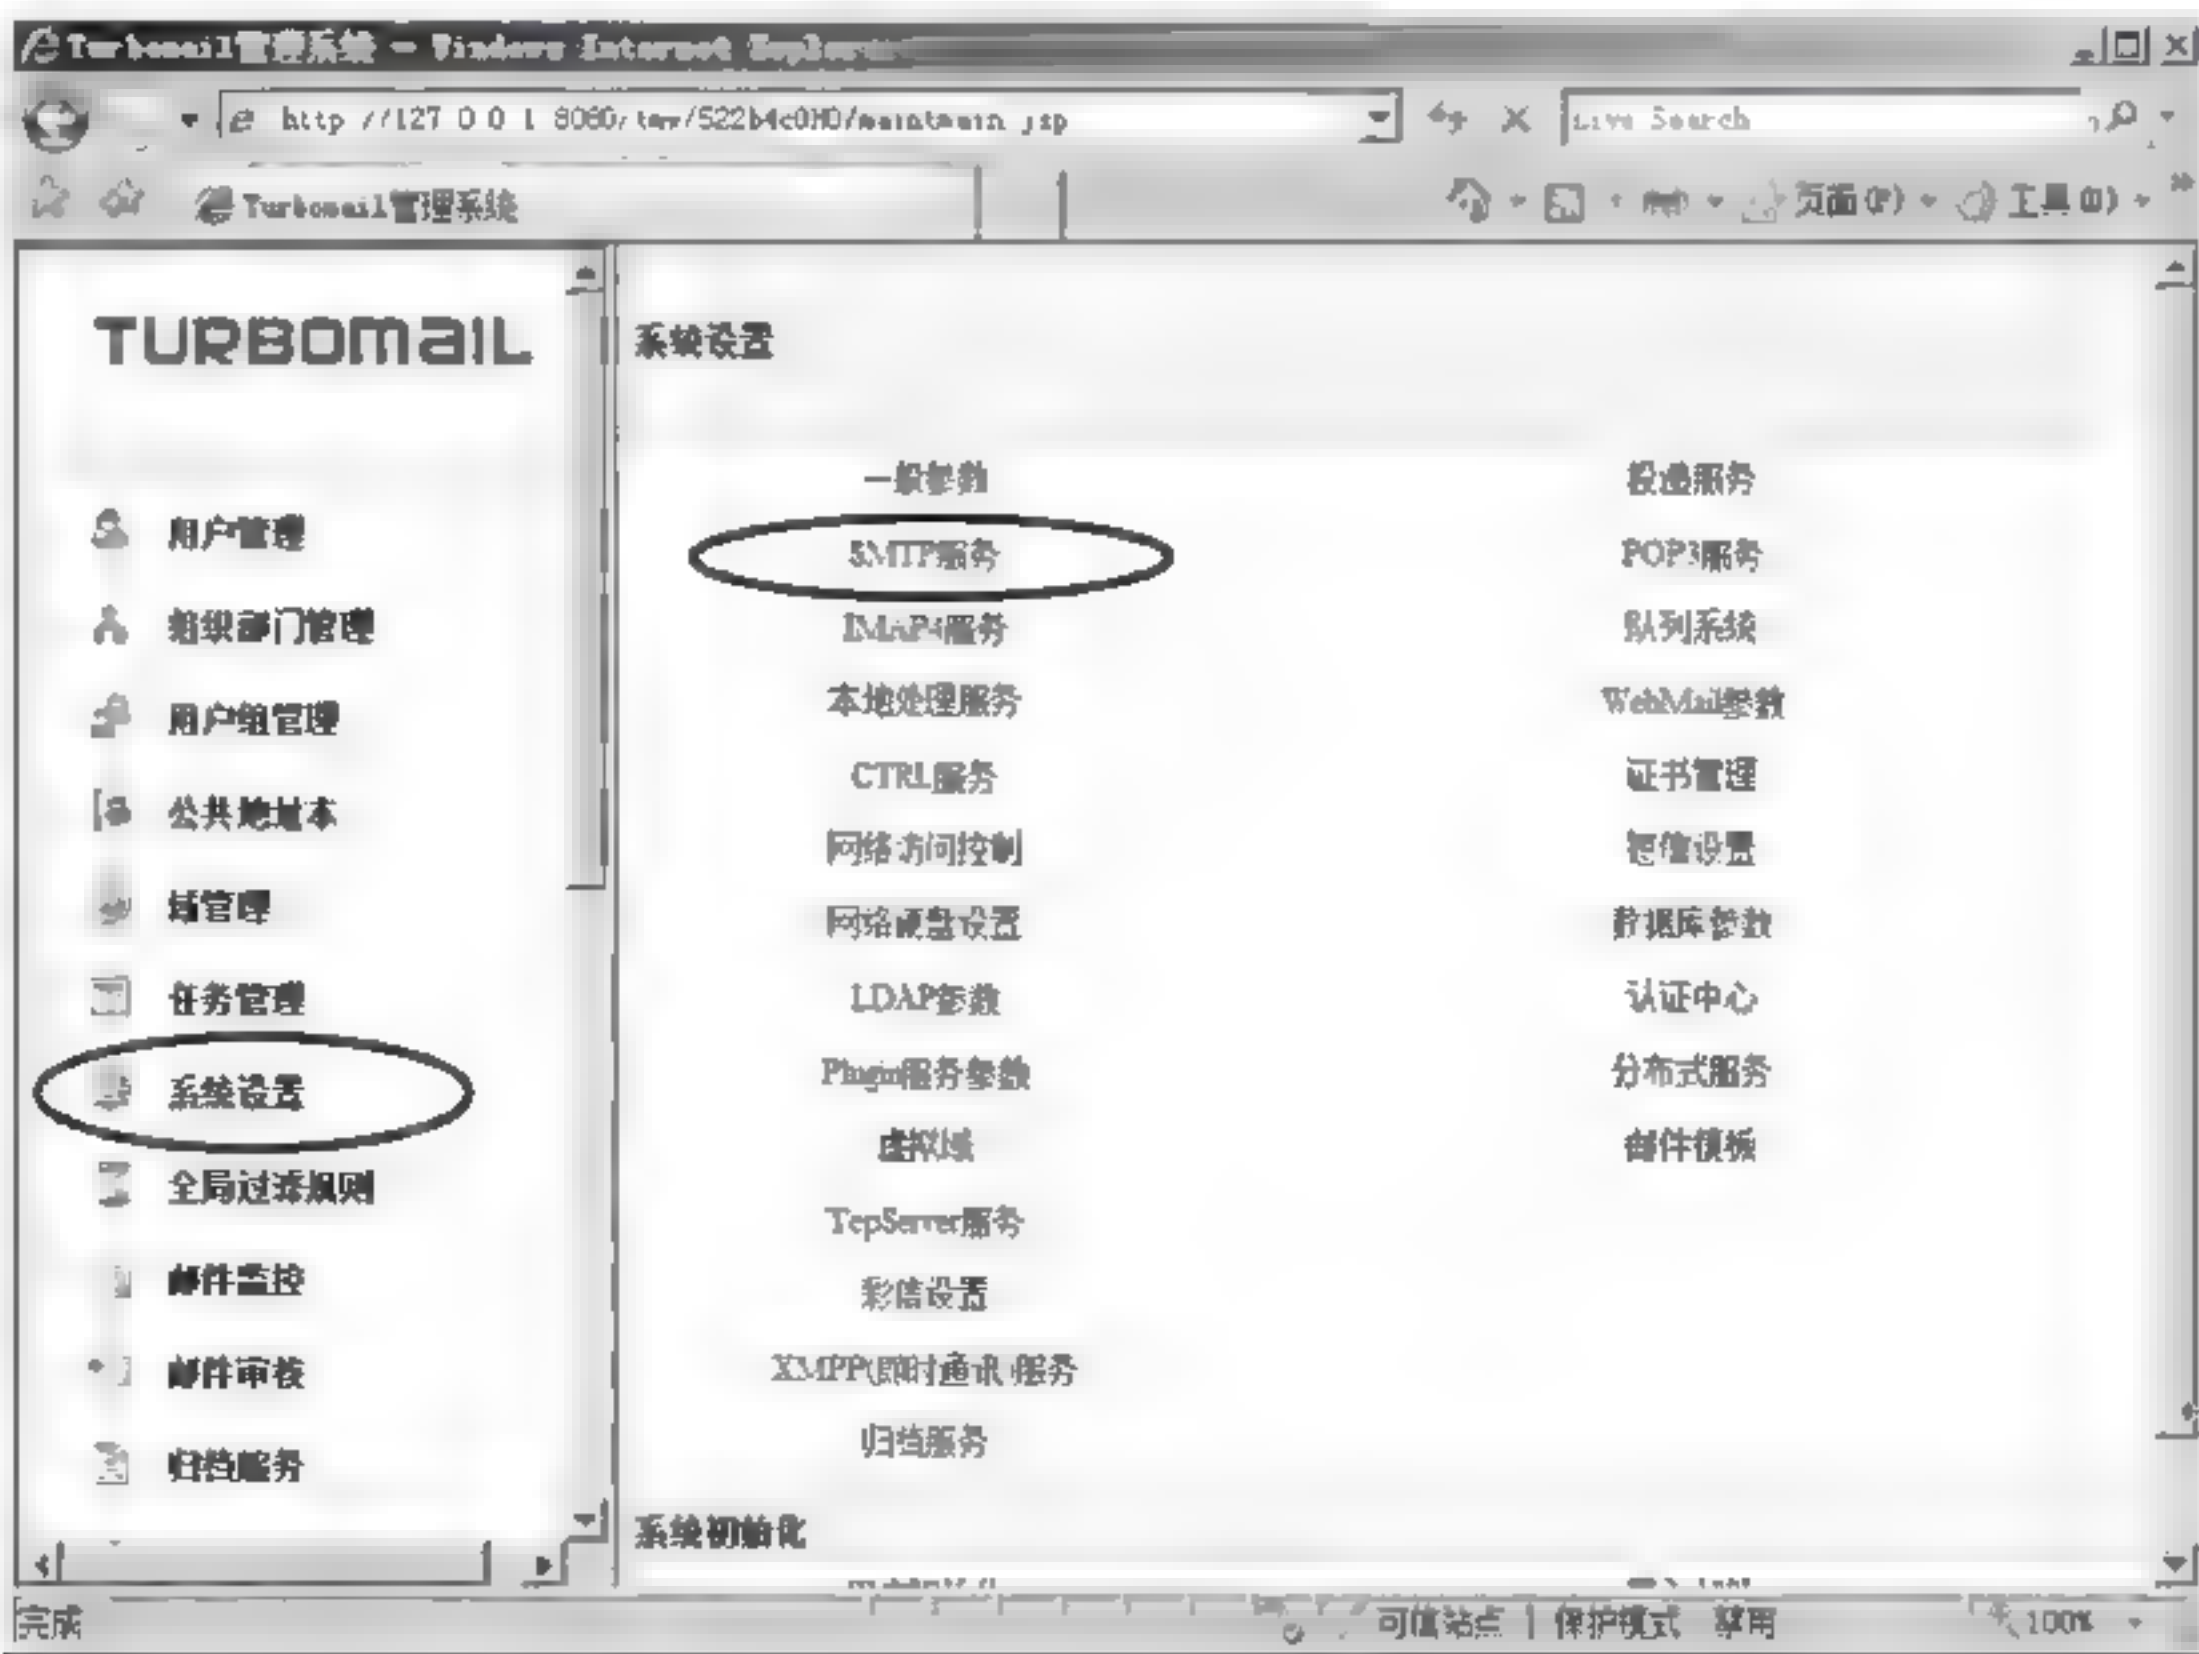 Turbomail管理系统 - Windows Internet Explorer
Live Search
Turbomail管理系统
页面(P)
工具(O)
TURBOMAIL
用户管理
组织部门管理
用户组管理
公共地址本
域管理
任务管理
系统设置
全局过滤规则
邮件监控
邮件审核
归档服务
系统设置
一般参数
投递服务
SMTP服务
POP3服务
IMAP4服务
队列系统
本地处理服务
WebMail参数
CTRL服务
证书管理
网络访问控制
短信设置
网络硬盘设置
数据库参数
LDAP参数
认证中心
Plugin服务参数
分布式服务
虚拟域
邮件模板
TcpServer服务
彩信设置
XMPP(即时通讯)服务
归档服务
系统初始化
完成
可信站点 | 保护模式 禁用
100%